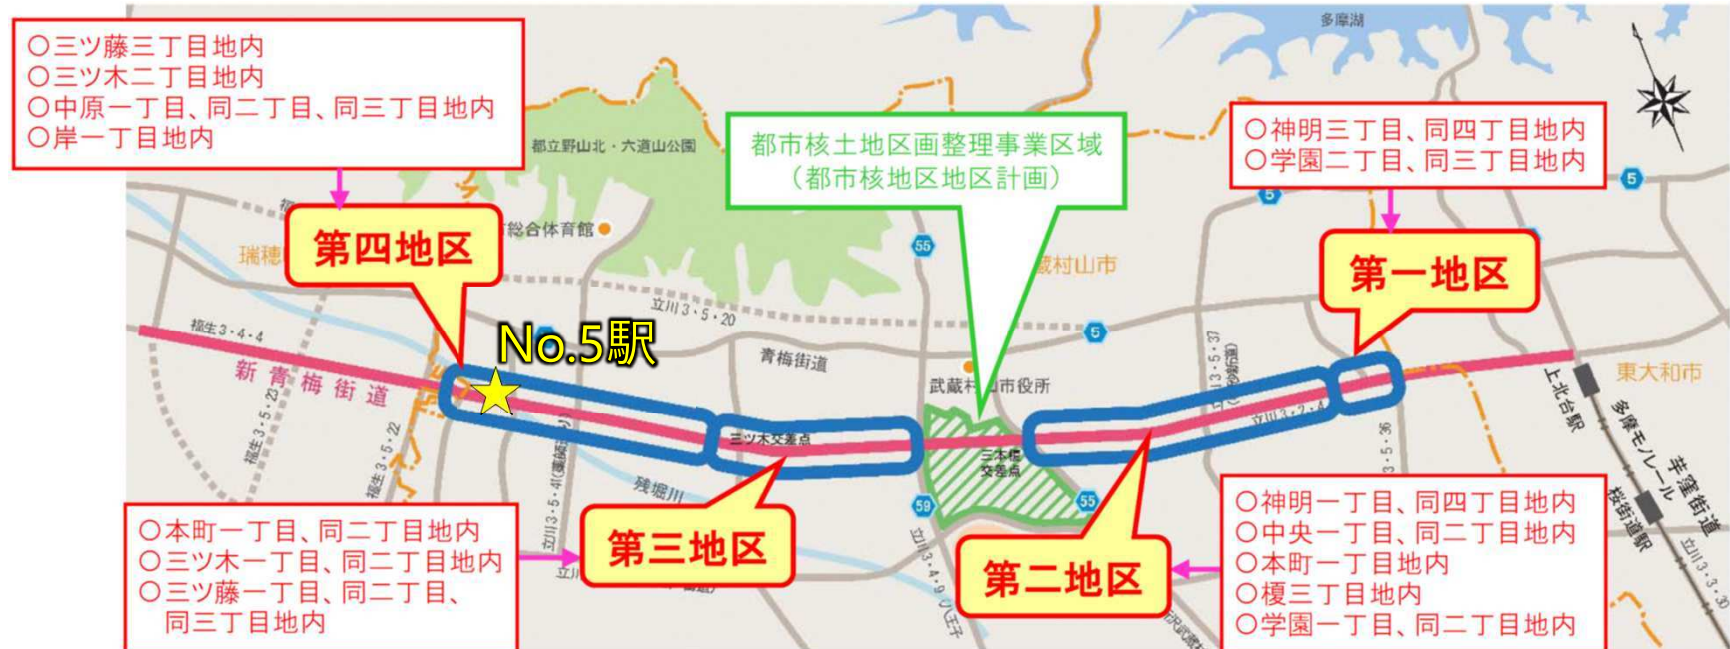 ○三ツ藤三丁目地内
○三ツ木二丁目地内
○中原一丁目、同二丁目、同三丁目地内
○岸一丁目地内
多摩湖
都立野山北・六道山公園
都市核土地区画整理事業区域
（都市核地区地区計画）
○神明三丁目、同四丁目地内
○学園二丁目、同三丁目地内
5
5
第四地区
総合体育館
瑞穂
55
蔵村山市
第一地区
立川3・5・20
福生3・4・4
No.5駅
青梅街道
5
新青梅街道
武蔵村山市役所
上北台駅
東大和市
福生3・5・23
福生3・5・22
三ツ木交差点
三本榎
交差点
立川3・2・4
3・5・36
多摩モノレール
芋窪街道
桜街道駅
残堀川
59
55
○本町一丁目、同二丁目地内
○三ツ木一丁目、同二丁目地内
○三ツ藤一丁目、同二丁目、
同三丁目地内
第三地区
第二地区
○神明一丁目、同四丁目地内
○中央一丁目、同二丁目地内
○本町一丁目地内
○榎三丁目地内
○学園一丁目、同二丁目地内
立川3・4・9
八王子
立川3・3・30